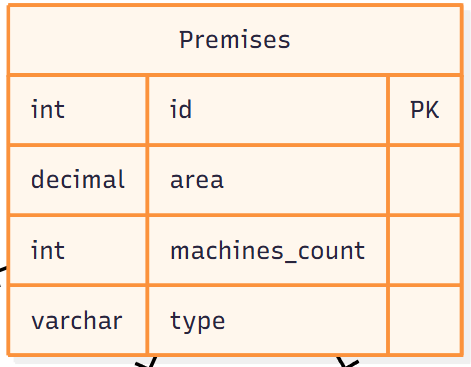 Premises
int id PK
decimal area
int machines_count
varchar type